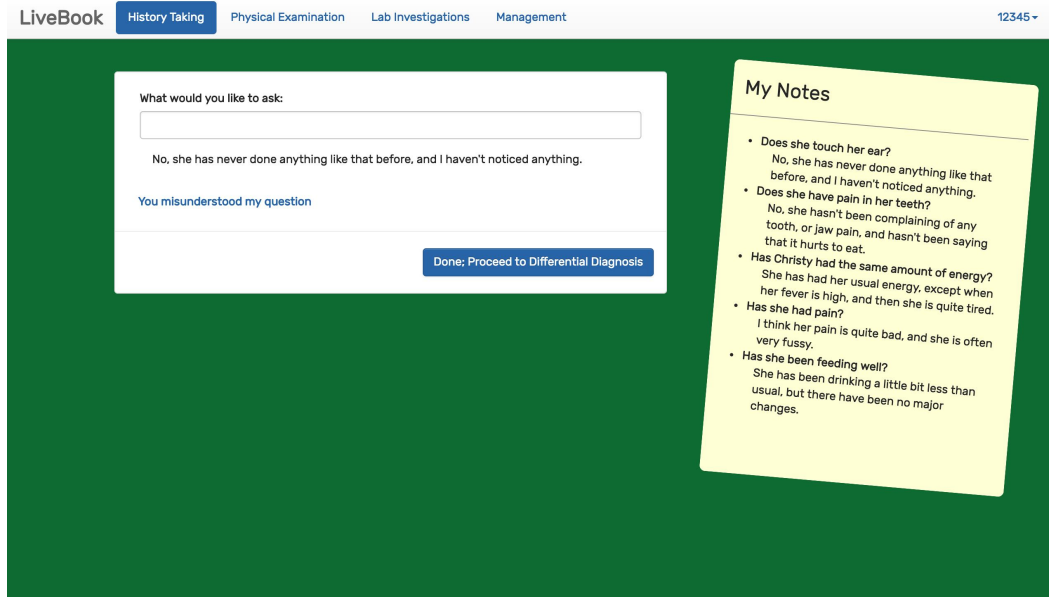 LiveBook
History Taking
Physical Examination
Lab Investigations
Management
12345
What would you like to ask:
No, she has never done anything like that before, and I haven't noticed anything.
You misunderstood my question
Done; Proceed to Differential Diagnosis
My Notes
• Does she touch her ear?
No, she has never done anything like that
before, and I haven't noticed anything.
• Does she have pain in her teeth?
No, she hasn't been complaining of any
tooth, or jaw pain, and hasn't been saying
that it hurts to eat.
• Has Christy had the same amount of energy?
She has had her usual energy, except when
her fever is high, and then she is quite tired.
• Has she had pain?
I think her pain is quite bad, and she is often
very fussy.
• Has she been feeding well?
She has been drinking a little bit less than
usual, but there have been no major
changes.